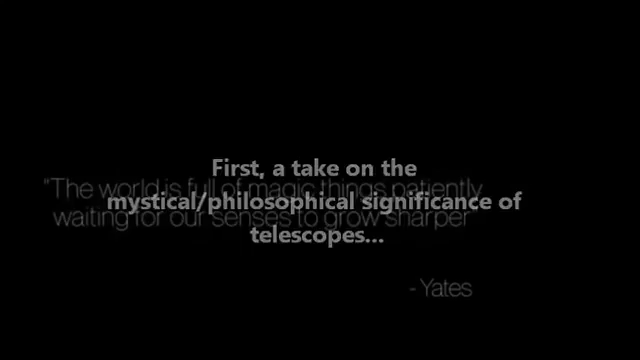 First, a take on the
mystical/philosophical significance of
telescopes...
"The world is full of magic things patiently
waiting for our senses to grow sharper"
- Yates